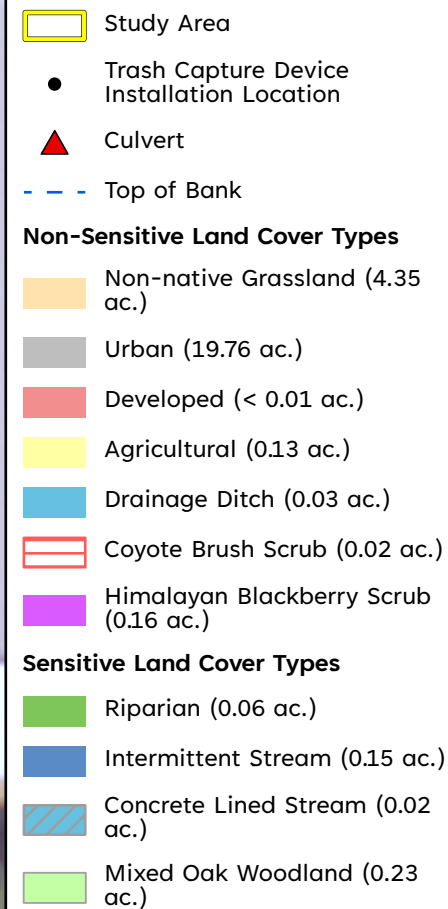 Study Area
Trash Capture Device
Installation Location
Culvert
Top of Bank
Non-Sensitive Land Cover Types
Non-native Grassland (4.35
ac.)
Urban (19.76 ac.)
Developed (< 0.01 ac.)
Agricultural (0.13 ac.)
Drainage Ditch (0.03 ac.)
Coyote Brush Scrub (0.02 ac.)
Himalayan Blackberry Scrub
(0.16 ac.)
Sensitive Land Cover Types
Riparian (0.06 ac.)
Intermittent Stream (0.15 ac.)
Concrete Lined Stream (0.02
ac.)
Mixed Oak Woodland (0.23
ac.)